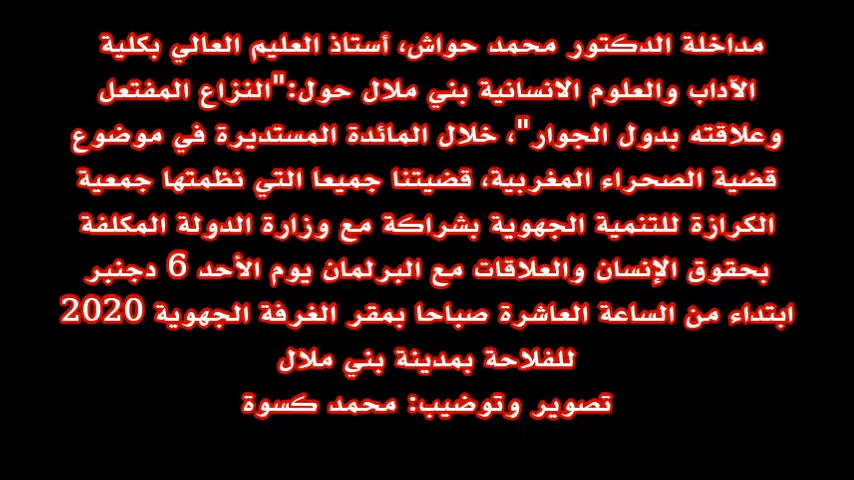 مداخلة الدكتور محمد حواش، أستاذ العليم العالي بكلية
الآداب والعلوم الانسانية بني ملال حول:"النزاع المفتعل
وعلاقته بدول الجوار"، خلال المائدة المستديرة في موضوع
قضية الصحراء المغربية، قضيتنا جميعا التي نظمتها جمعية
الكرازة للتنمية الجهوية بشراكة مع وزارة الدولة المكلفة
بحقوق الإنسان والعلاقات مع البرلمان يوم الأحد 6 دجنبر
ابتداء من الساعة العاشرة صباحا بمقر الغرفة الجهوية 2020
للفلاحة بمدينة بني ملال
تصوير وتوضيب: محمد كسوة